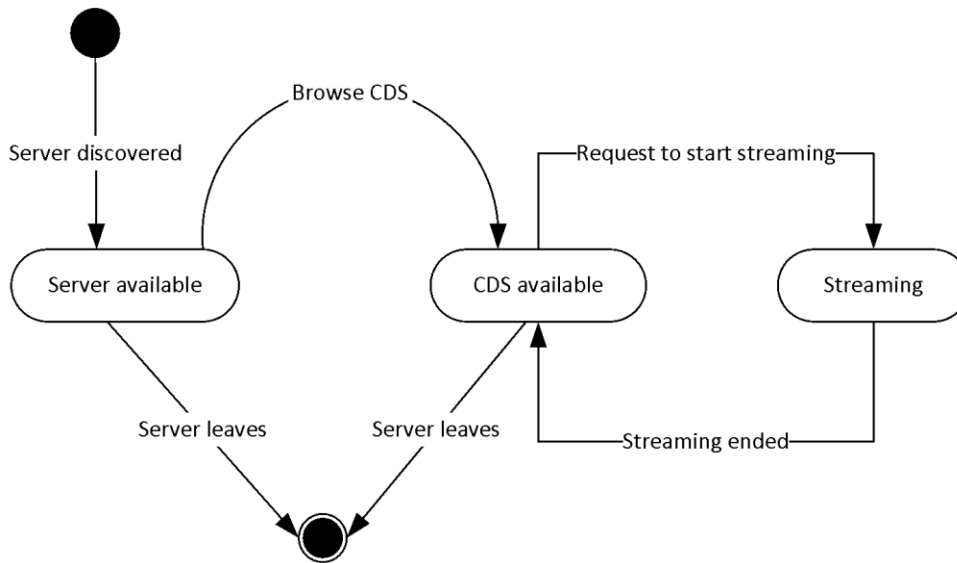 Browse CDS
Server discovered
Request to start streaming
Server available
CDS available
Streaming
Server leaves
Server leaves
Streaming ended